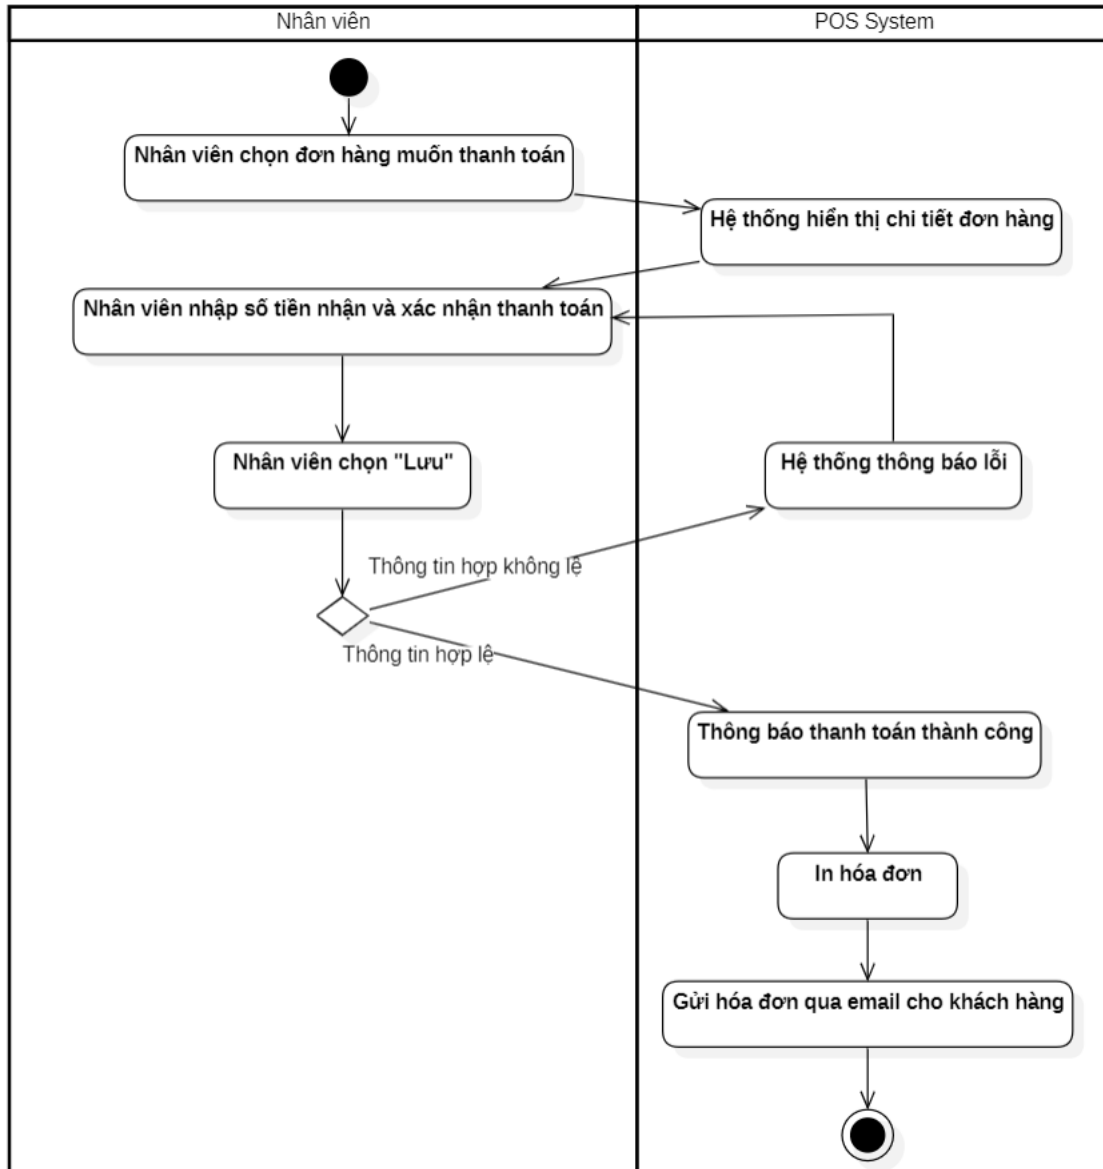 Nhân viên
POS System
Nhân viên chọn đơn hàng muốn thanh toán
Hệ thống hiển thị chi tiết đơn hàng
Nhân viên nhập số tiền nhận và xác nhận thanh toán
Nhân viên chọn "Lưu"
Hệ thống thông báo lỗi
Thông tin hợp không lệ
Thông tin hợp lệ
Thông báo thanh toán thành công
In hóa đơn
Gửi hóa đơn qua email cho khách hàng